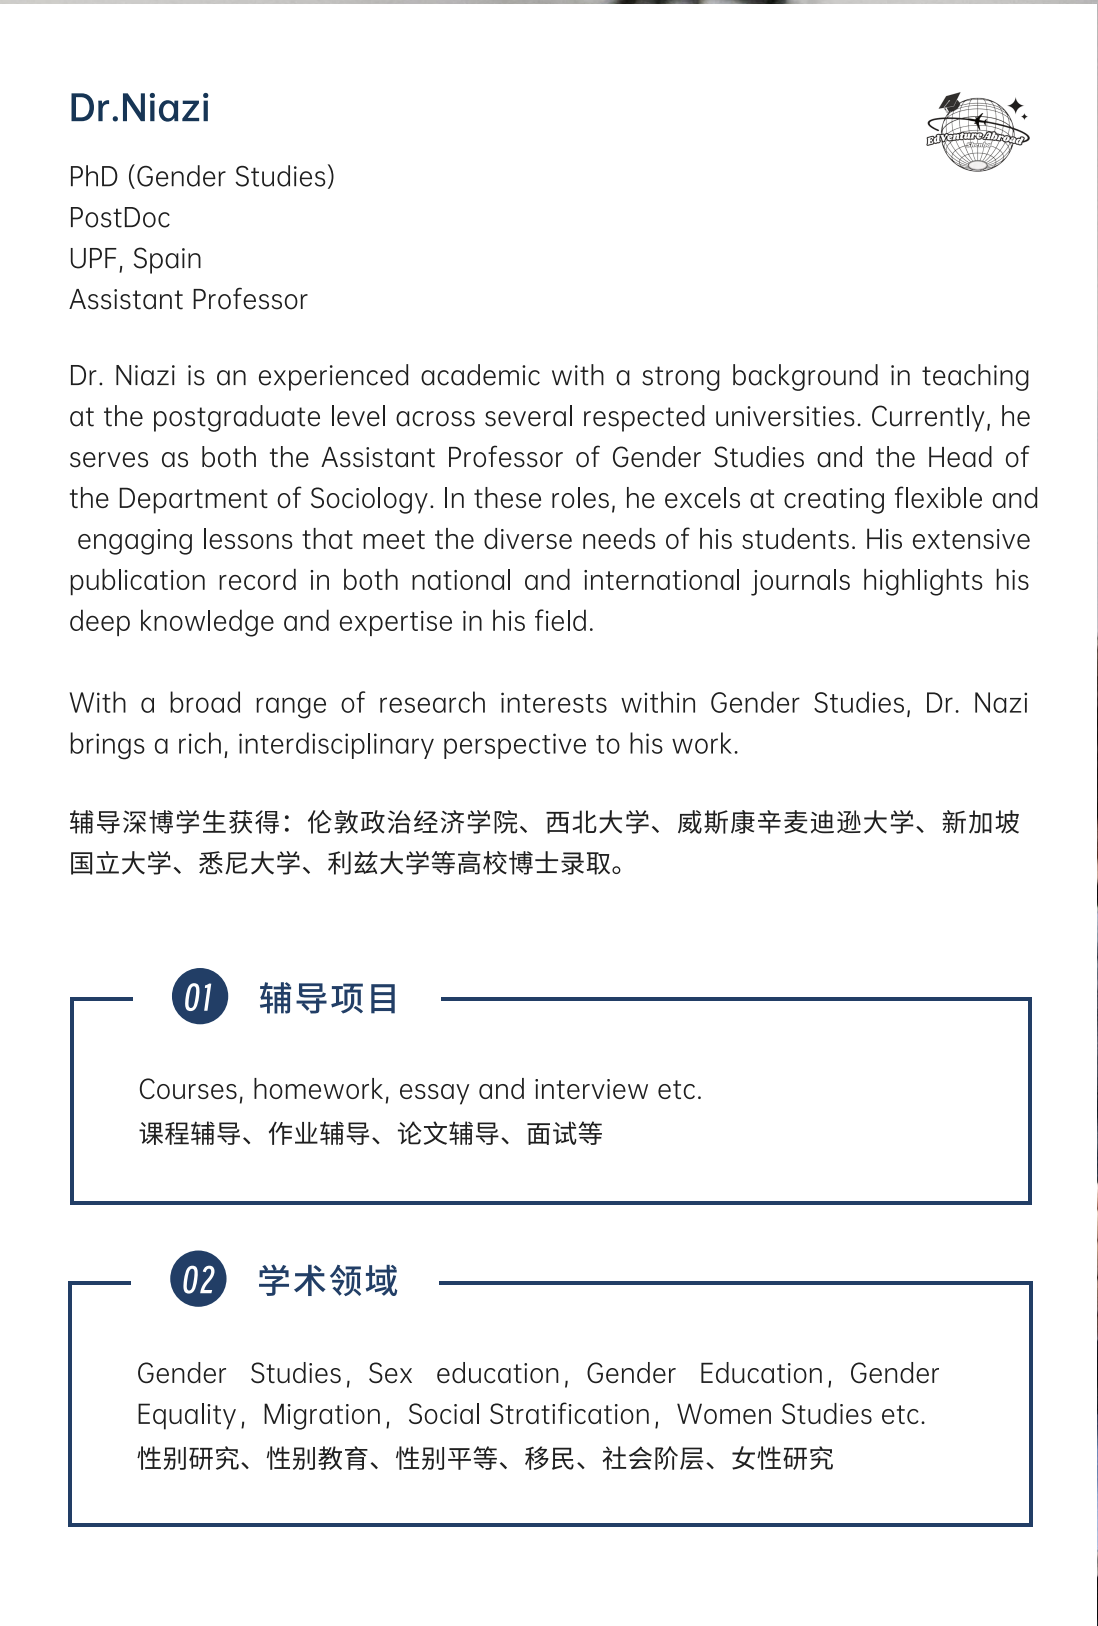 Dr.Niazi
EdVenture Abroad
PhD (Gender Studies)
PostDoc
UPF, Spain
Assistant Professor
Dr. Niazi is an experienced academic with a strong background in teaching
at the postgraduate level across several respected universities. Currently, he
serves as both the Assistant Professor of Gender Studies and the Head of
the Department of Sociology. In these roles, he excels at creating flexible and
engaging lessons that meet the diverse needs of his students. His extensive
publication record in both national and international journals highlights his
deep knowledge and expertise in his field.
With a broad range of research interests within Gender Studies, Dr. Nazi
brings a rich, interdisciplinary perspective to his work.
辅导深博学生获得：伦敦政治经济学院、西北大学、威斯康辛麦迪逊大学、新加坡
国立大学、悉尼大学、利兹大学等高校博士录取。
01 辅导项目
Courses, homework, essay and interview etc.
课程辅导、作业辅导、论文辅导、面试等
02 学术领域
Gender Studies，Sex education，Gender Education，Gender
Equality，Migration，Social Stratification，Women Studies etc.
性别研究、性别教育、性别平等、移民、社会阶层、女性研究